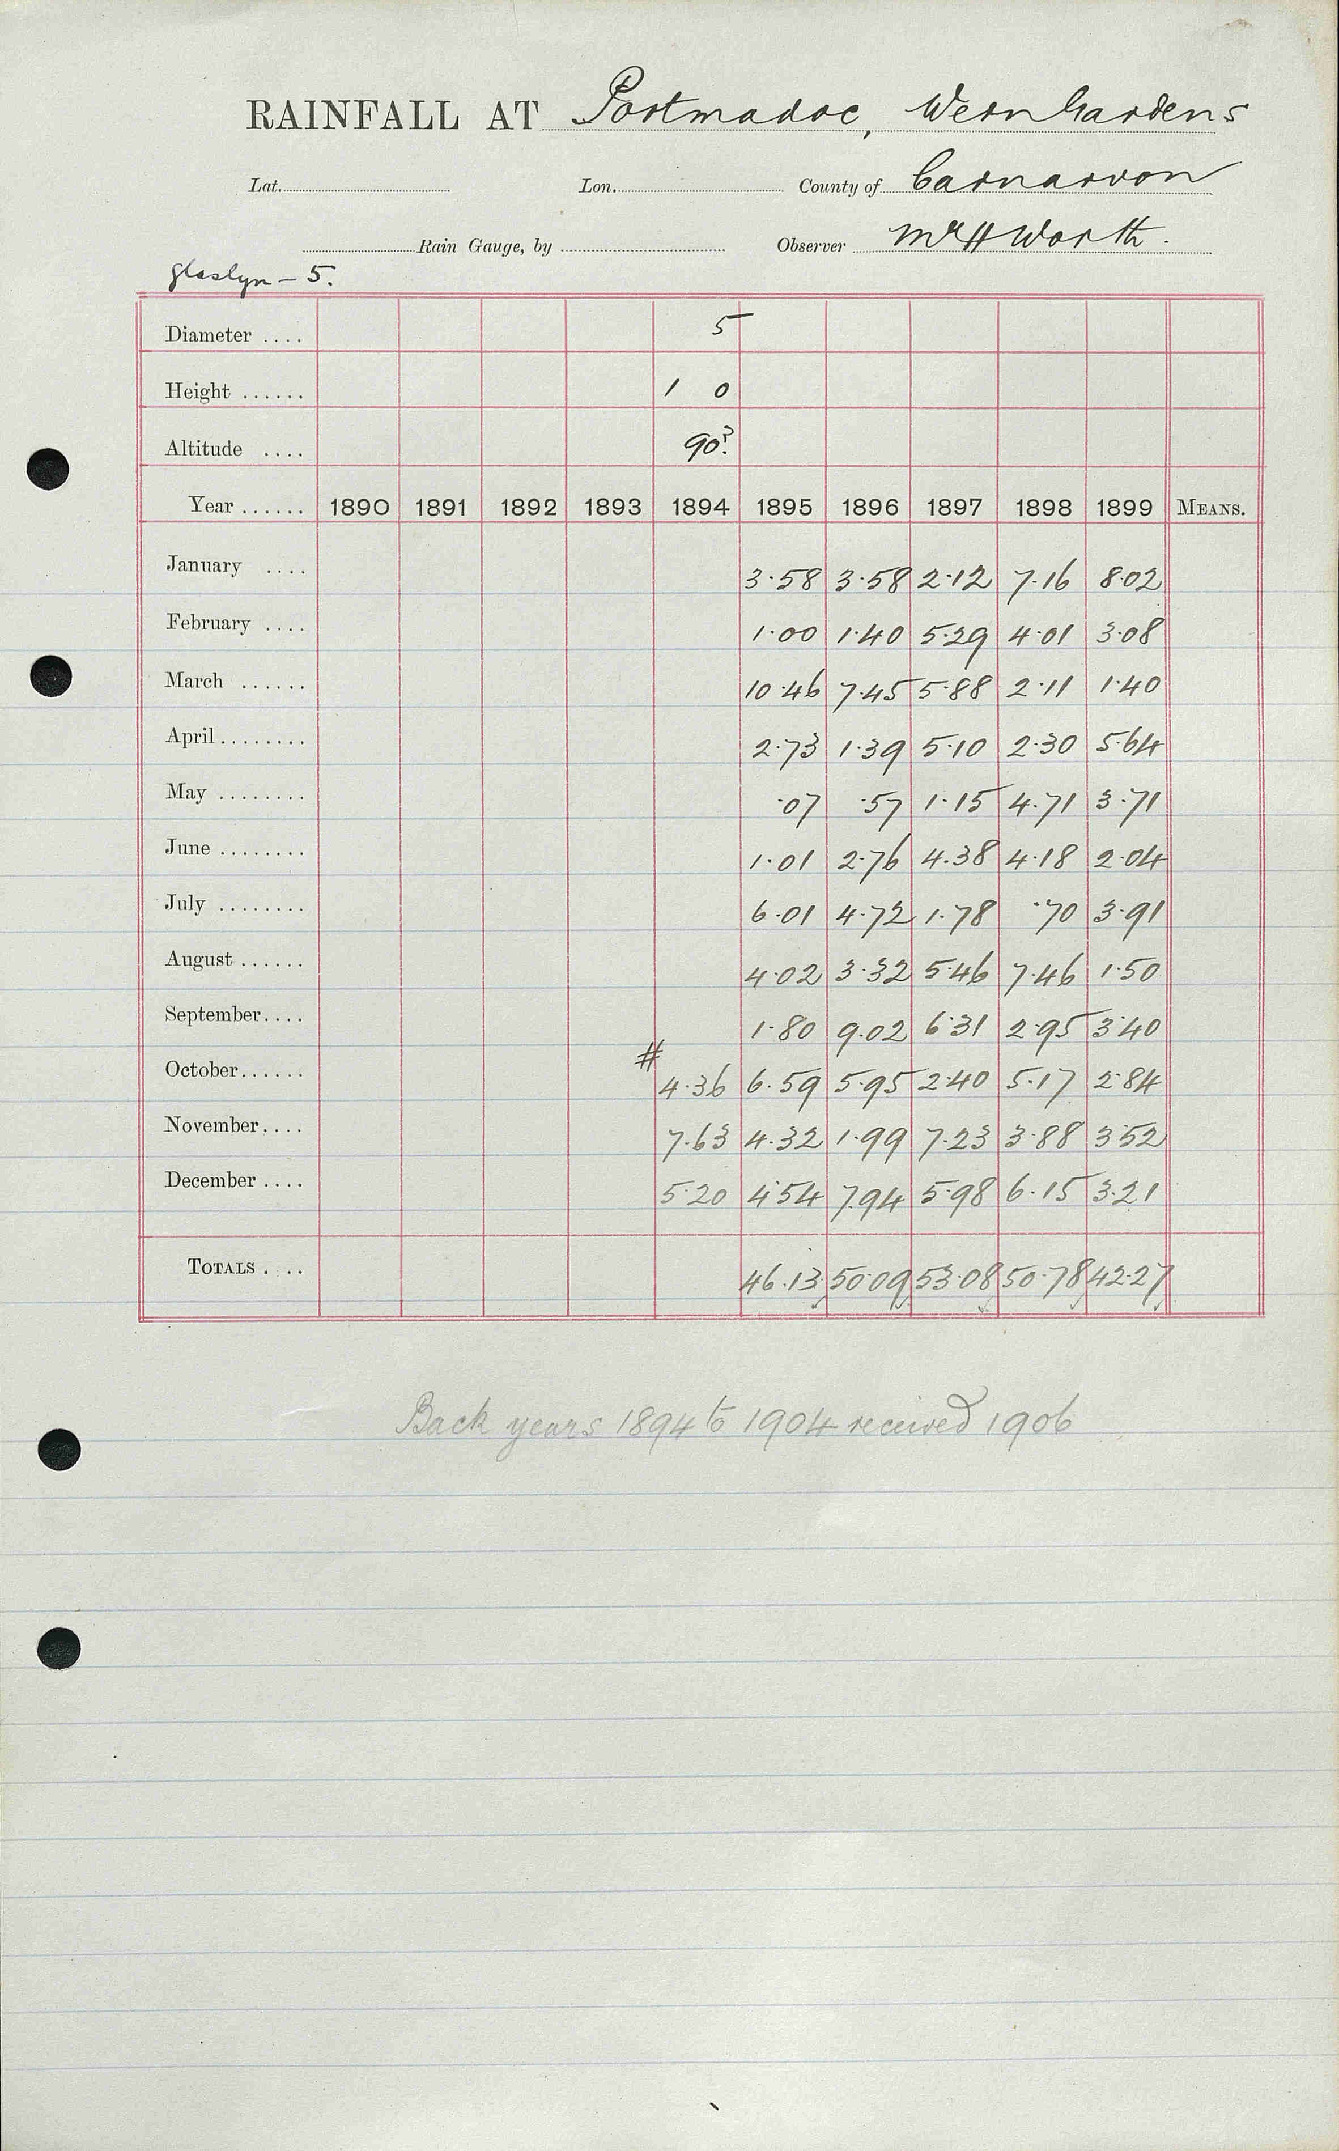 RAINFALL AT Portmadoc, Wern Gardens
Lat. Lon. County of Carnarvon
Rain Gauge, by Observer Mr H Worth.
Glaslyn – 5.
Diameter .... 5
Height ...... 1 0
Altitude .... 90?
Year ...... 1890 1891 1892 1893 1894 1895 1896 1897 1898 1899 MEANS.
January .... 3·58 3·58 2·12 7·16 8·02
February .... 1·00 1·40 5·29 4·01 3·08
March ...... 10·46 7·45 5·88 2·11 1·40
April ........ 2·73 1·39 5·10 2·30 5·64
May ........ ·07 ·57 1·15 4·71 3·71
June ........ 1·01 2·76 4·38 4·18 2·04
July ........ 6·01 4·72 1·78 ·70 3·91
August ...... 4·02 3·32 5·46 7·46 1·50
September .... 1·80 9·02 6·31 2·95 3·40
October ...... # 4·36 6·59 5·95 2·40 5·17 2·84
November .... 7·63 4·32 1·99 7·23 3·88 3·52
December .... 5·20 4·54 7·94 5·98 6·15 3·21
TOTALS .... 46·13 50·09 53·08 50·78 42·27
Back years 1894 to 1904 received 1906